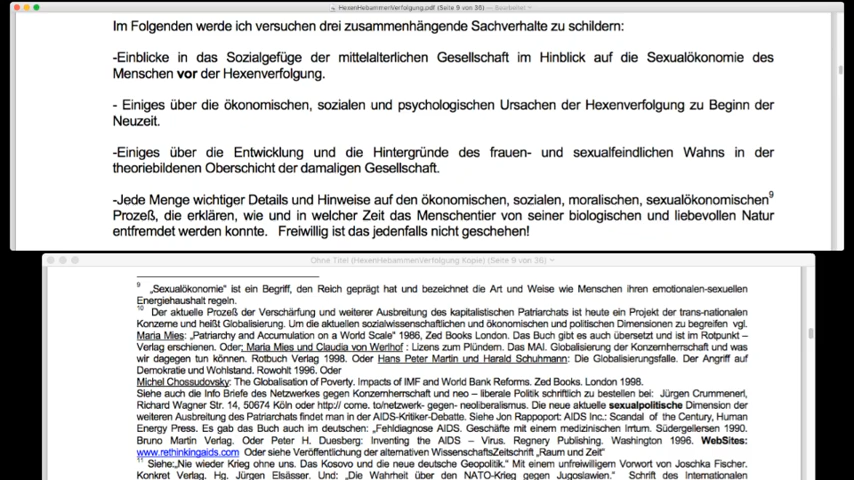 HexenHebammenVerfolgung.pdf (Seite 9 von 36) — Bearbeitet
Im Folgenden werde ich versuchen drei zusammenhängende Sachverhalte zu schildern:
-Einblicke in das Sozialgefüge der mittelalterlichen Gesellschaft im Hinblick auf die Sexualökonomie des
Menschen vor der Hexenverfolgung.
- Einiges über die ökonomischen, sozialen und psychologischen Ursachen der Hexenverfolgung zu Beginn der
Neuzeit.
-Einiges über die Entwicklung und die Hintergründe des frauen- und sexualfeindlichen Wahns in der
theoriebildenen Oberschicht der damaligen Gesellschaft.
-Jede Menge wichtiger Details und Hinweise auf den ökonomischen, sozialen, moralischen, sexualökonomischen9
Prozeß, die erklären, wie und in welcher Zeit das Menschentier von seiner biologischen und liebevollen Natur
entfremdet werden konnte. Freiwillig ist das jedenfalls nicht geschehen!
Ohne Titel (HexenHebammenVerfolgung Kopie) (Seite 9 von 36)
9 „Sexualökonomie" ist ein Begriff, den Reich geprägt hat und bezeichnet die Art und Weise wie Menschen ihren emotionalen-sexuellen
Energiehaushalt regeln.
10 Der aktuelle Prozeß der Verschärfung und weiterer Ausbreitung des kapitalistischen Patriarchats ist heute ein Projekt der trans-nationalen
Konzerne und heißt Globalisierung. Um die aktuellen sozialwissenschaftlichen und ökonomischen und politischen Dimensionen zu begreifen vgl.
Maria Mies: „Patriarchy and Accumulation on a World Scale" 1986, Zed Books London. Das Buch gibt es auch übersetzt und ist im Rotpunkt –
Verlag erschienen. Oder: Maria Mies und Claudia von Werlhof : Lizens zum Plündern. Das MAI. Globalisierung der Konzernherrschaft und was
wir dagegen tun können. Rotbuch Verlag 1998. Oder Hans Peter Martin und Harald Schuhmann: Die Globalisierungsfalle. Der Angriff auf
Demokratie und Wohlstand. Rowohlt 1996. Oder
Michel Chossudovsky: The Globalisation of Poverty. Impacts of IMF and World Bank Reforms. Zed Books. London 1998.
Siehe auch die Info Briefe des Netzwerkes gegen Konzernherrschaft und neo – liberale Politik schriftlich zu bestellen bei: Jürgen Crummenerl,
Richard Wagner Str. 14, 50674 Köln oder http:// come. to/netzwerk- gegen- neoliberalismus. Die neue aktuelle sexualpolitische Dimension der
weiteren Ausbreitung des Patriarchats findet man in der AIDS-Kritiker-Debatte. Siehe Jon Rappoport: AIDS Inc.: Scandal of the Century, Human
Energy Press. Es gab das Buch auch im deutschen: „Fehldiagnose AIDS. Geschäfte mit einem medizinischen Irrtum. Südergellersen 1990.
Bruno Martin Verlag. Oder Peter H. Duesberg: Inventing the AIDS – Virus. Regnery Publishing. Washington 1996. WebSites:
www.rethinkingaids.com Oder siehe Veröffentlichung der alternativen WissenschaftsZeitschrift „Raum und Zeit"
11 Siehe:„Nie wieder Krieg ohne uns. Das Kosovo und die neue deutsche Geopolitik." Mit einem unfreiwilligem Vorwort von Joschka Fischer.
Konkret Verlag. Hg. Jürgen Elsässer. Und: „Die Wahrheit über den NATO-Krieg gegen Jugoslawien." Schrift des Internationalen